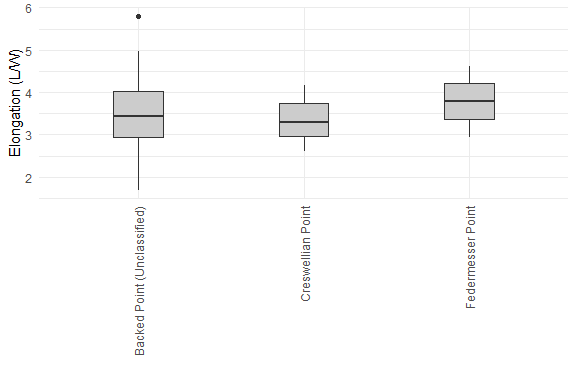 Elongation (L/W)
6
5
4
3
2
Backed Point (Unclassified)
Creswellian Point
Federmesser Point